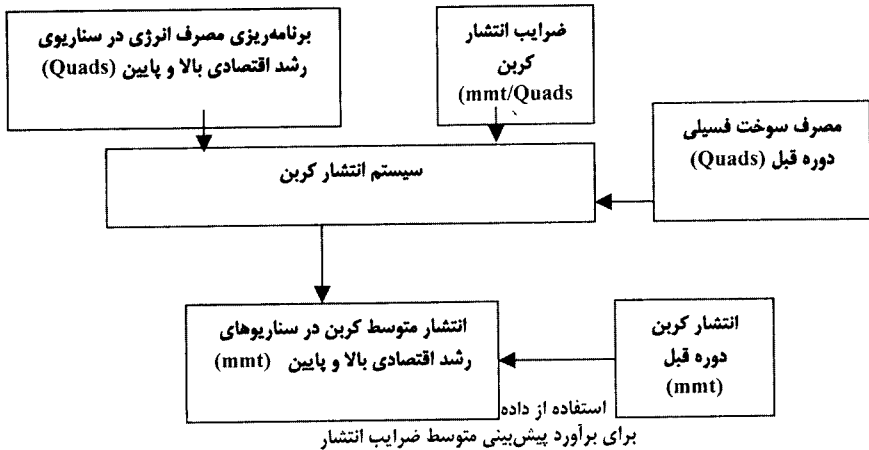 برنامه‌ریزی مصرف انرژی در سناریوی
رشد اقتصادی بالا و پایین (Quads)
ضرایب انتشار
کربن
(mmt/Quads
مصرف سوخت فسیلی
دوره قبل (Quads)
سیستم انتشار کربن
انتشار متوسط کربن در سناریوهای
رشد اقتصادی بالا و پایین (mmt)
انتشار کربن
دوره قبل
(mmt)
استفاده از داده
برای برآورد پیش‌بینی متوسط ضرایب انتشار